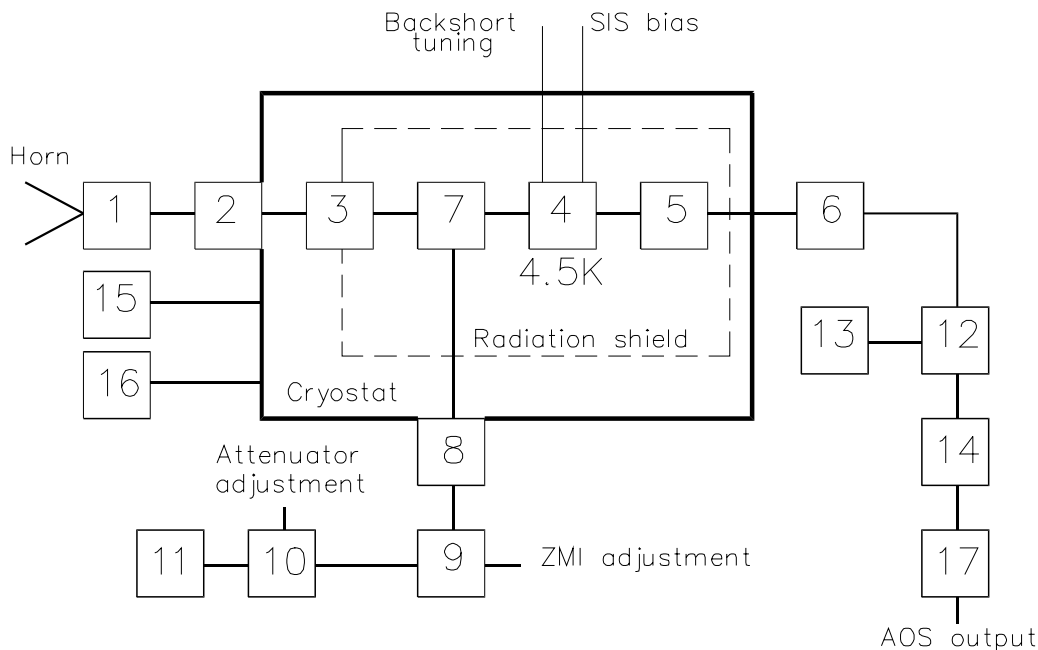 Backshort
tuning
SIS bias
Horn
1
2
3
7
4
5
6
4.5K
15
13
12
Radiation shield
16
Cryostat
8
14
Attenuator
adjustment
11
10
9
ZMI adjustment
17
AOS output